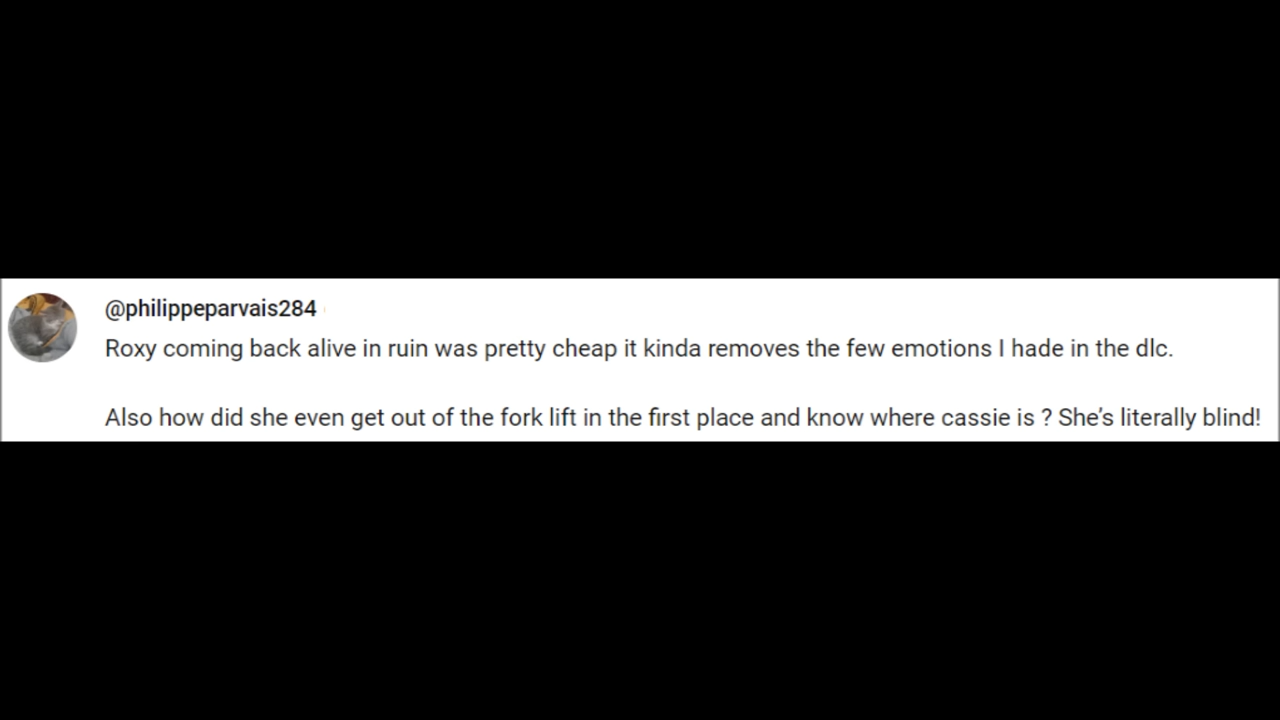 @philippeparvais284
Roxy coming back alive in ruin was pretty cheap it kinda removes the few emotions I hade in the dlc.
Also how did she even get out of the fork lift in the first place and know where cassie is ? She’s literally blind!